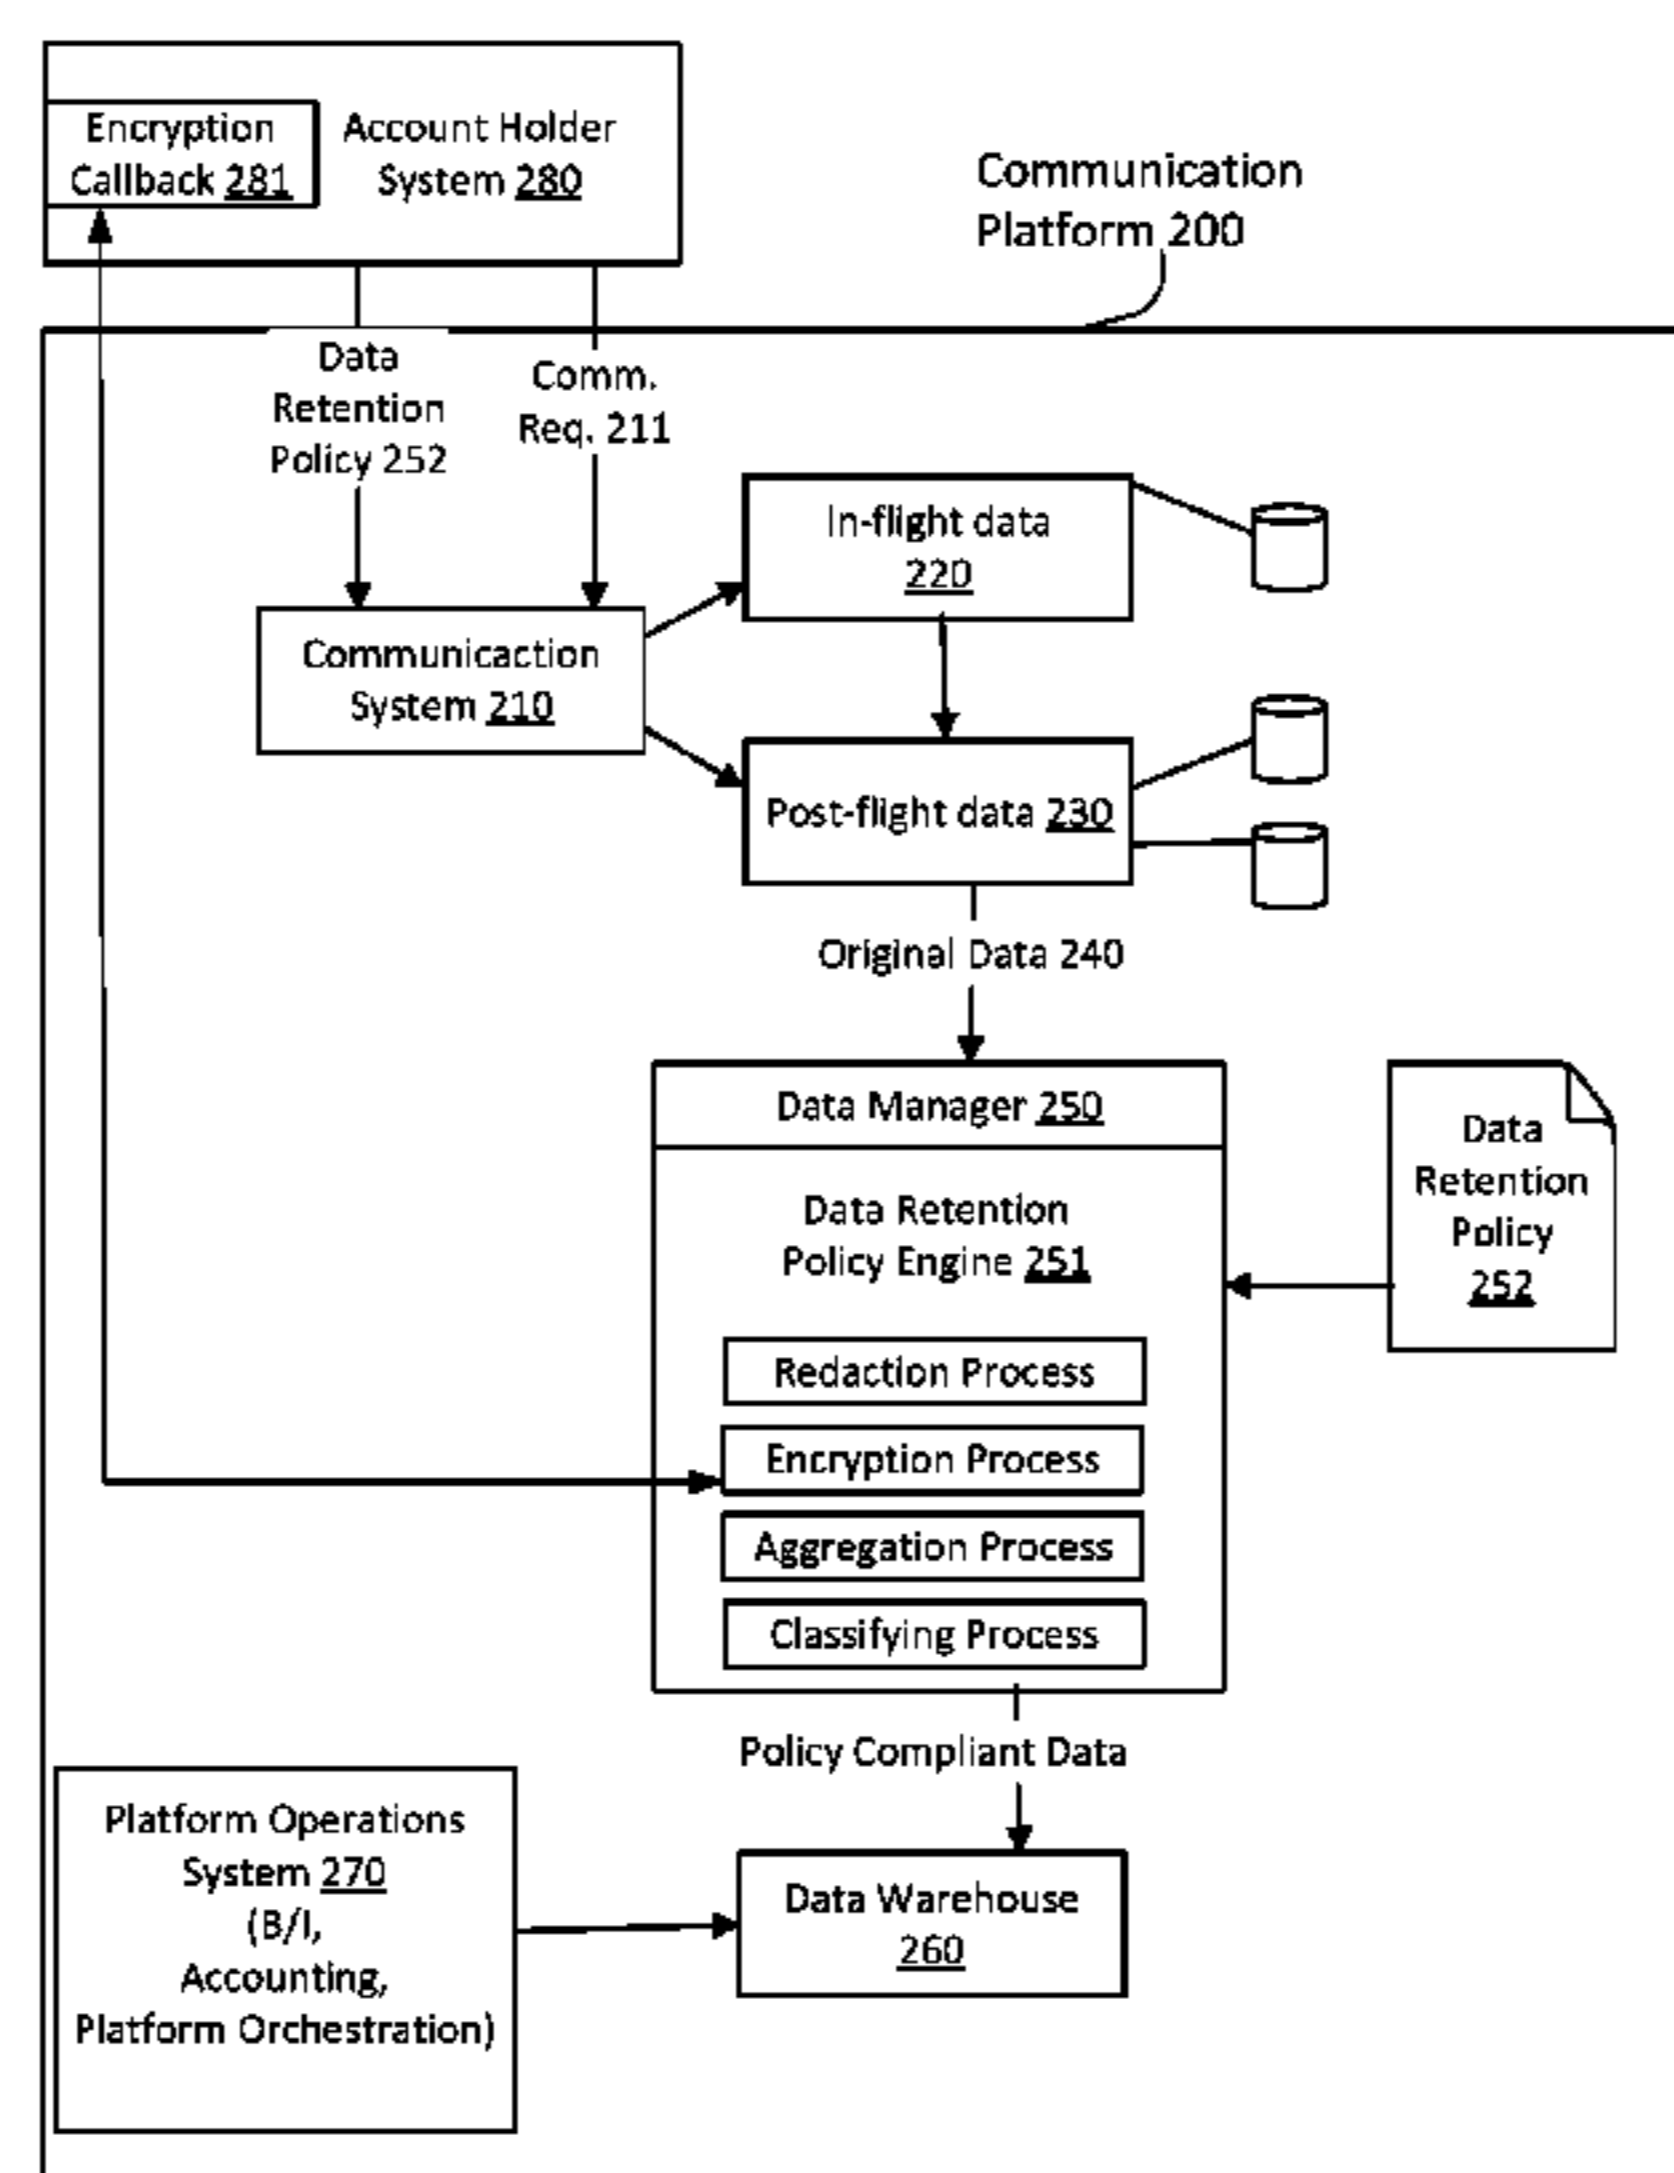 Encryption
Callback 281
Account Holder
System 280
Communication
Platform 200
Data
Retention
Policy 252
Comm.
Req. 211
In-flight data
220
Communicaction
System 210
Post-flight data 230
Original Data 240
Data Manager 250
Data Retention
Policy Engine 251
Data
Retention
Policy
252
Redaction Process
Encryption Process
Aggregation Process
Classifying Process
Policy Compliant Data
Platform Operations
System 270
(B/I,
Accounting,
Platform Orchestration)
Data Warehouse
260